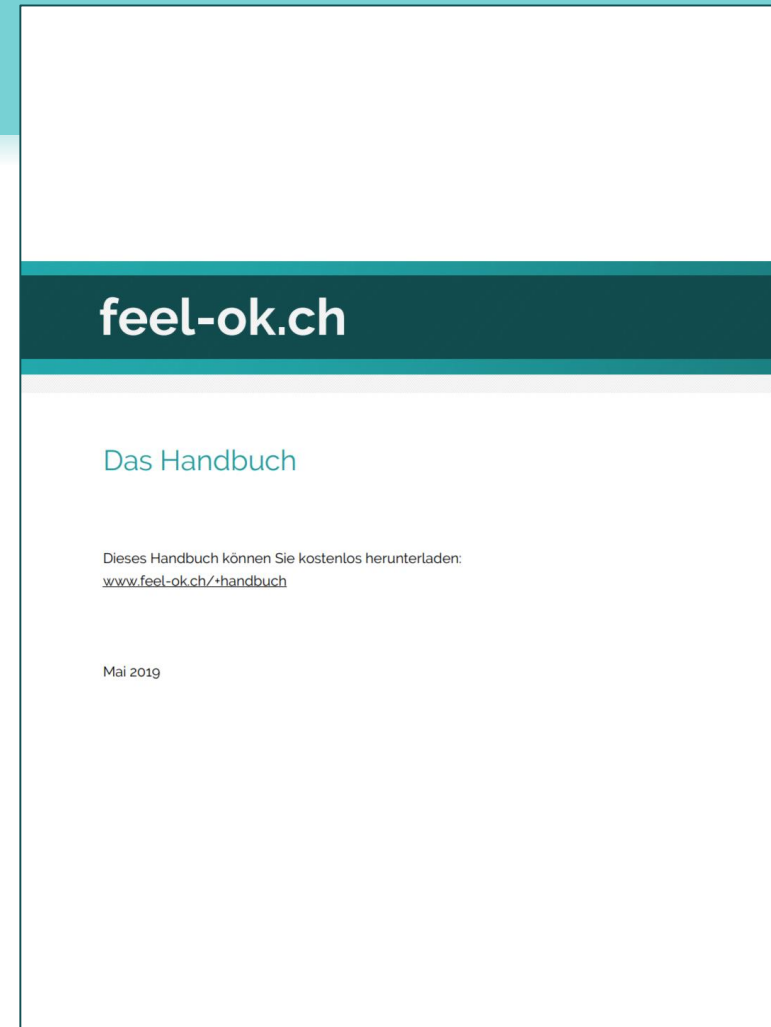 feel-ok.ch
Das Handbuch
Dieses Handbuch können Sie kostenlos herunterladen:
www.feel-ok.ch/+handbuch
Mai 2019